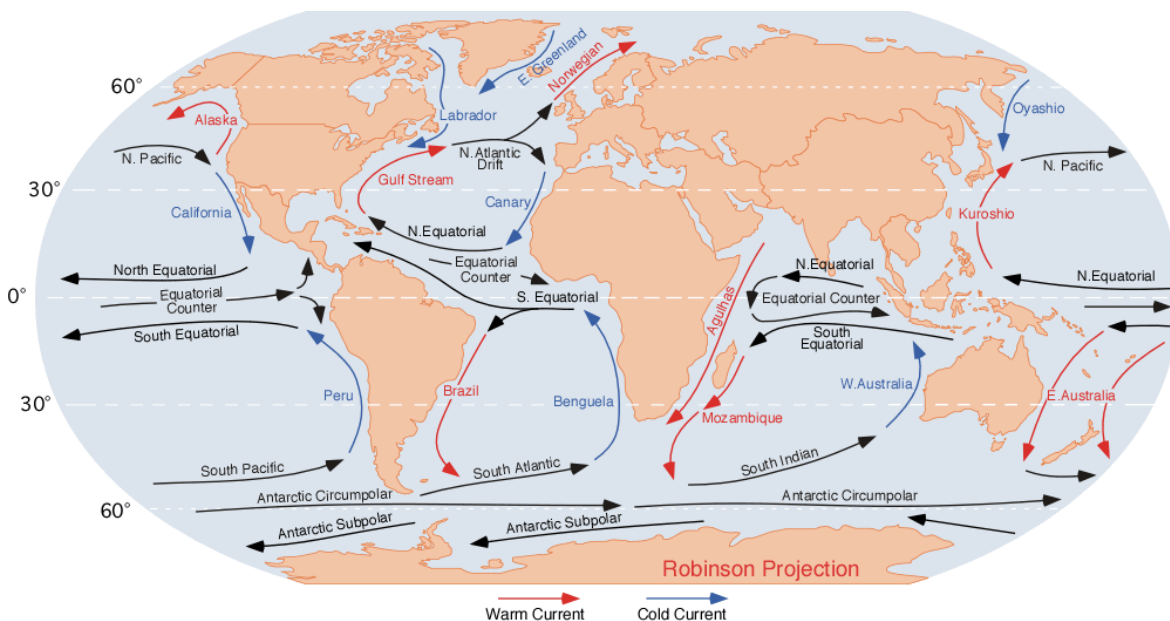 E. Greenland
Norwegian
60°
Alaska
Labrador
Oyashio
N. Pacific
N.Atlantic
Drift
N. Pacific
30°
Gulf Stream
California
Canary
Kuroshio
N.Equatorial
North Equatorial
Equatorial
Counter
N.Equatorial
N.Equatorial
0°
Equatorial
Counter
S. Equatorial
Equatorial Counter
South Equatorial
Agulhas
South
Equatorial
Peru
Brazil
Benguela
W.Australia
E.Australia
30°
Mozambique
South Pacific
South Atlantic
South Indian
Antarctic Circumpolar
Antarctic Circumpolar
60°
Antarctic Subpolar
Antarctic Subpolar
Robinson Projection
Warm Current
Cold Current